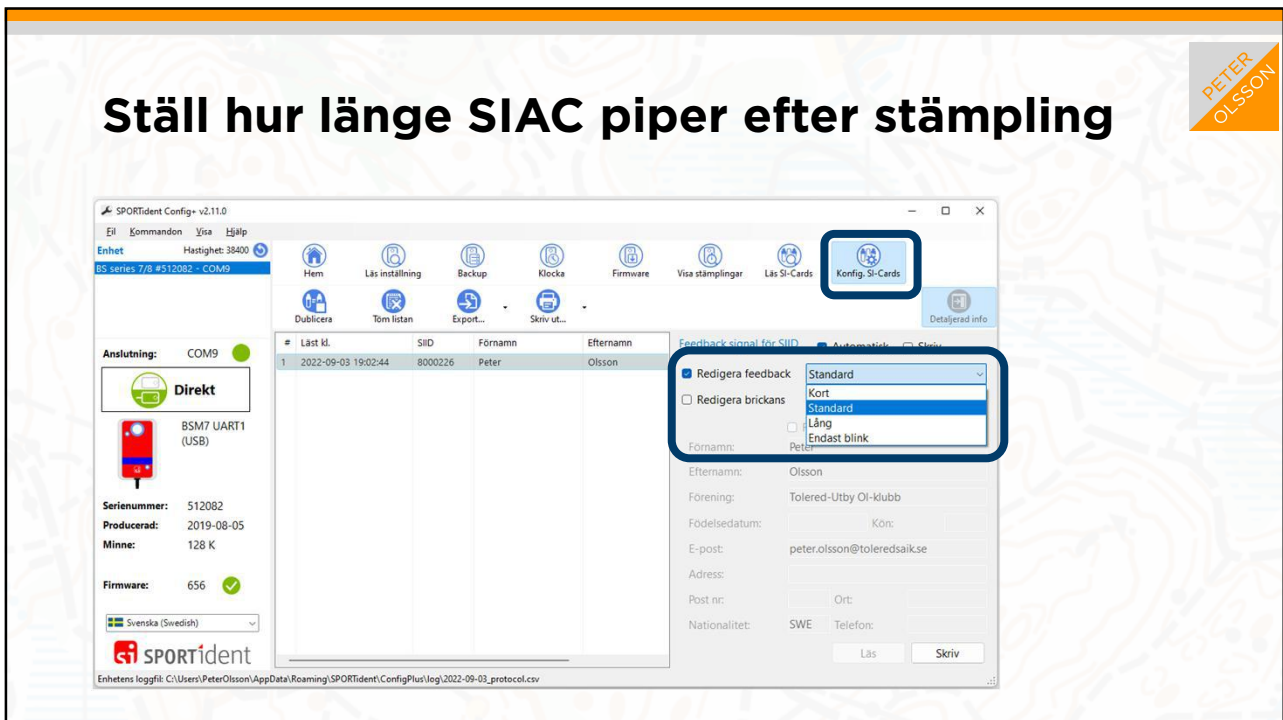 PETER
OLSSON
Ställ hur länge SIAC piper efter stämpling
SPORTident Config+ v2.11.0
Fil Kommandon Visa Hjälp
Enhet Hastighet: 38400
BS series 7/8 #512082 - COM9
Hem Läs inställning Backup Klocka Firmware Visa stämplingar Läs SI-Cards Konfig. SI-Cards
Dublicera Töm listan Export... Skriv ut... Detaljerad info
Anslutning: COM9
Direkt
BSM7 UART1
(USB)
Serienummer: 512082
Producerad: 2019-08-05
Minne: 128 K
Firmware: 656
Svenska (Swedish)
SPORTident
# Läst kl. SIID Förnamn Efternamn
1 2022-09-03 19:02:44 8000226 Peter Olsson
Feedback signal för SIID Automatisk Skriv
Redigera feedback Standard
Redigera brickans
Kort
Standard
Lång
Endast blink
Förnamn: Peter
Efternamn: Olsson
Förening: Tolered-Utby Ol-klubb
Födelsedatum: Kön:
E-post: peter.olsson@toleredsaik.se
Adress:
Post nr: Ort:
Nationalitet: SWE Telefon:
Läs Skriv
Enhetens loggfil: C:\Users\PeterOlsson\AppData\Roaming\SPORTident\ConfigPlus\log\2022-09-03_protocol.csv